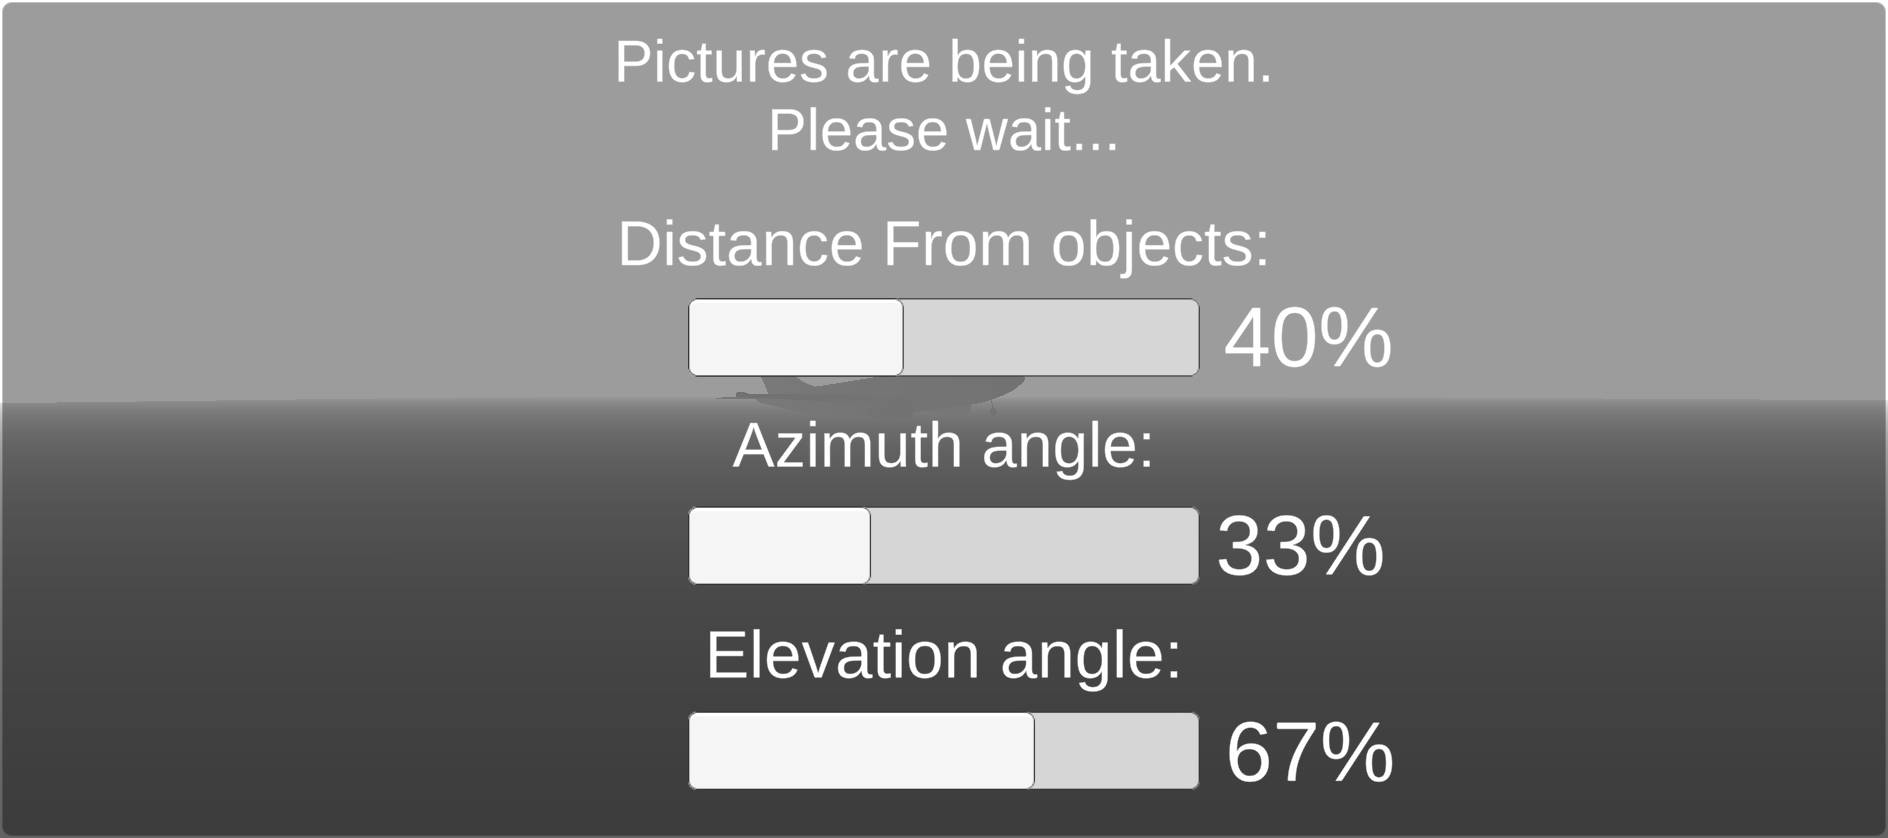 Pictures are being taken.
Please wait...
Distance From objects:
40%
Azimuth angle:
33%
Elevation angle:
67%